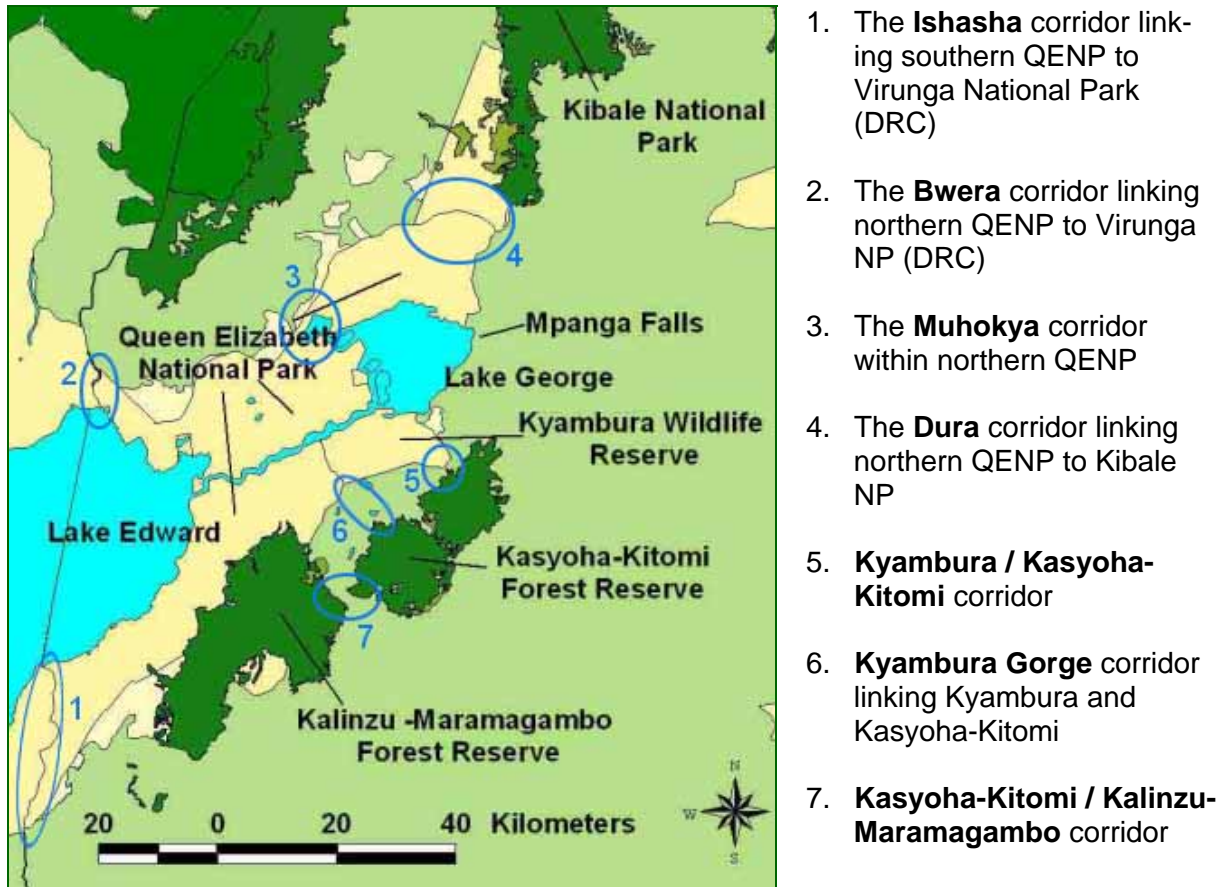 Kibale National
Park
4
3
Mpanga Falls
Queen Elizabeth
National Park
2
Lake George
Kyambura Wildlife
Reserve
5
6
Lake Edward
Kasyoha-Kitomi
Forest Reserve
7
1
Kalinzu -Maramagambo
Forest Reserve
N
W
S
20 0 20 40 Kilometers
1. The Ishasha corridor link-
ing southern QENP to
Virunga National Park
(DRC)
2. The Bwera corridor linking
northern QENP to Virunga
NP (DRC)
3. The Muhokya corridor
within northern QENP
4. The Dura corridor linking
northern QENP to Kibale
NP
5. Kyambura / Kasyoha-
Kitomi corridor
6. Kyambura Gorge corridor
linking Kyambura and
Kasyoha-Kitomi
7. Kasyoha-Kitomi / Kalinzu-
Maramagambo corridor